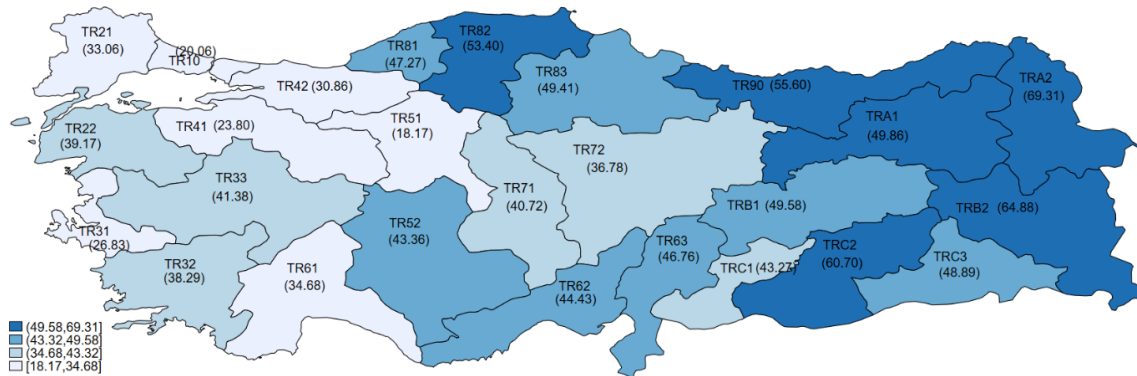 TR21
(33.06)
(20.06)
TR10
TR81
(47.27)
TR82
(53.40)
TR83
(49.41)
TR90 (55.60)
TRA2
(69.31)
TR42 (30.86)
TR22
(39.17)
TR41 (23.80)
TR51
(18.17)
TRA1
(49.86)
TR72
(36.78)
TR33
(41.38)
TR71
(40.72)
TRB1 (49.58)
TRB2 (64.88)
TR31
(26.83)
TR52
(43.36)
TR63
(46.76)
TRC2
(60.70)
TRC3
(48.89)
TR32
(38.29)
TR61
(34.68)
TRC1 (43.27)
TR62
(44.43)
(49.58,69.31]
(43.32,49.58]
(34.68,43.32]
[18.17,34.68]